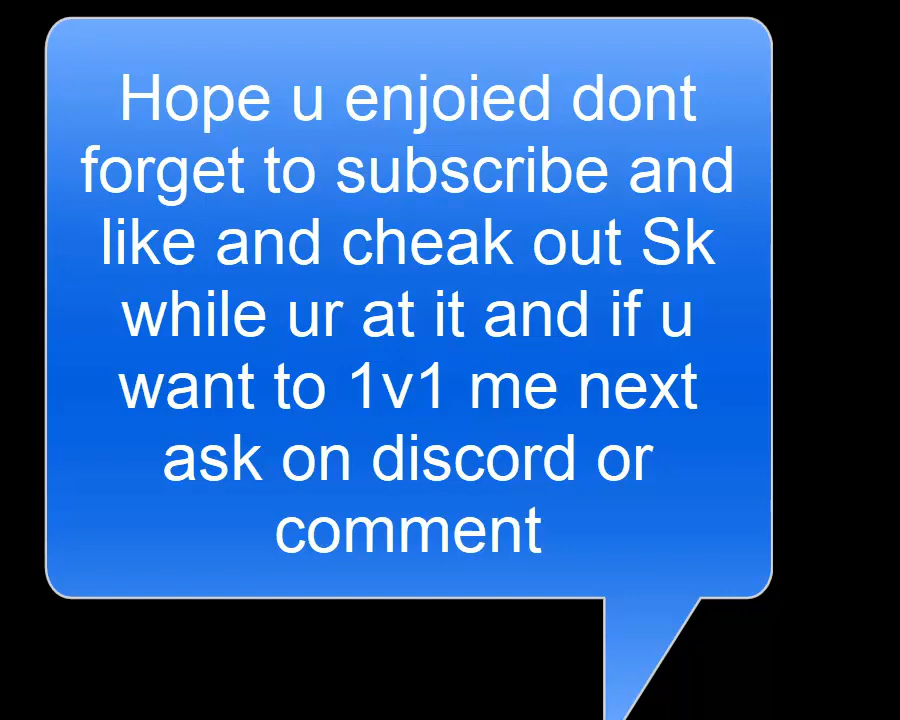 Hope u enjoied dont
forget to subscribe and
like and cheak out Sk
while ur at it and if u
want to 1v1 me next
ask on discord or
comment